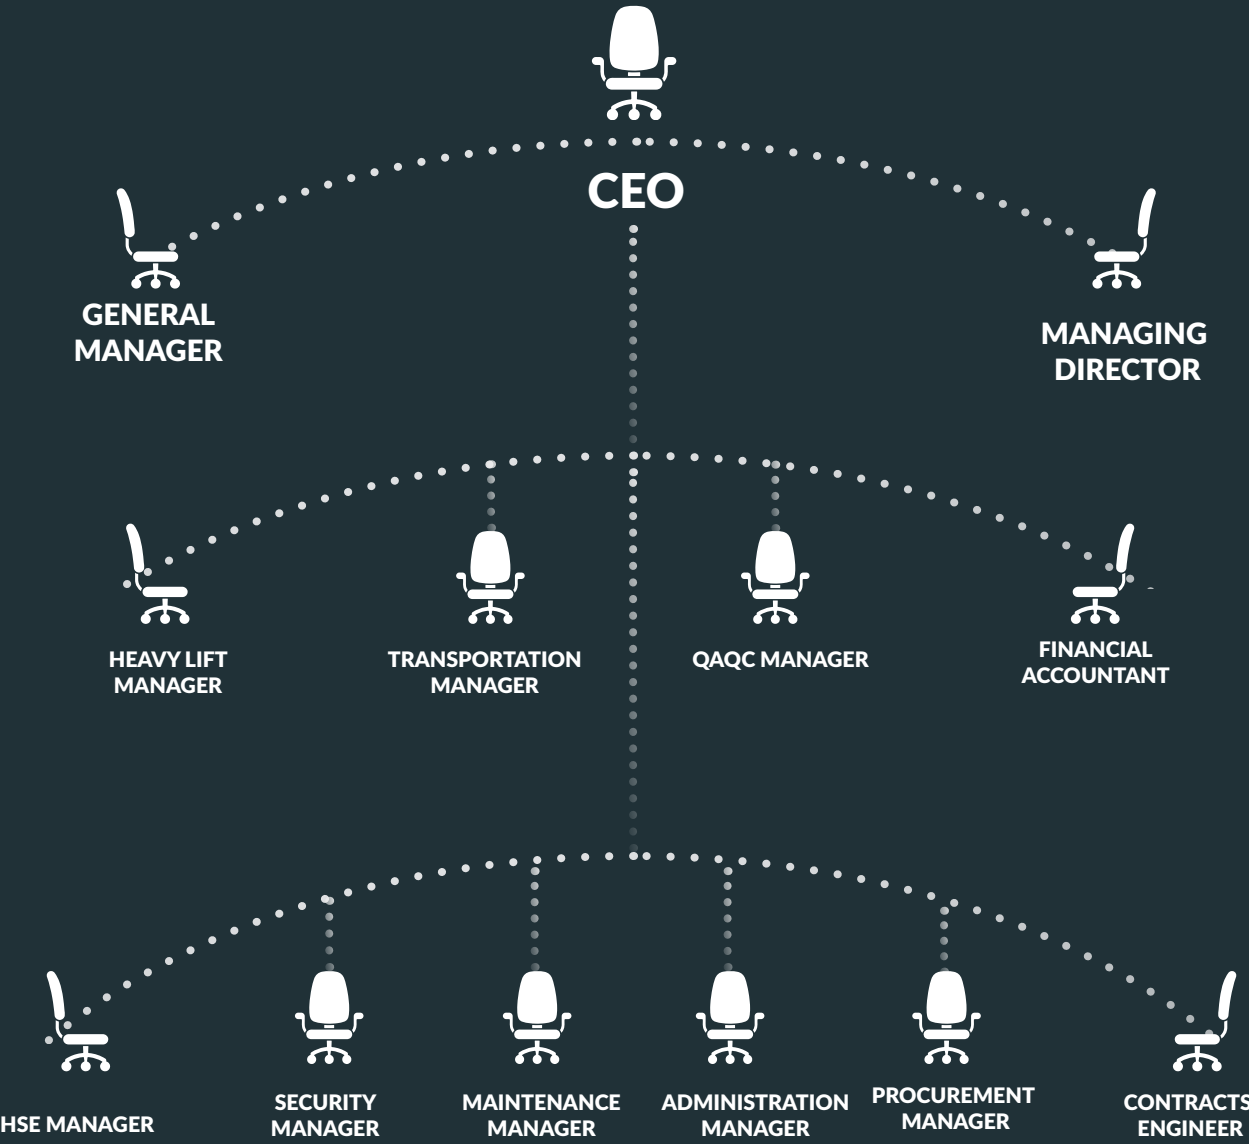 CEO
GENERAL
MANAGER
MANAGING
DIRECTOR
HEAVY LIFT
MANAGER
TRANSPORTATION
MANAGER
QAQC MANAGER
FINANCIAL
ACCOUNTANT
HSE MANAGER
SECURITY
MANAGER
MAINTENANCE
MANAGER
ADMINISTRATION
MANAGER
PROCUREMENT
MANAGER
CONTRACTS
ENGINEER